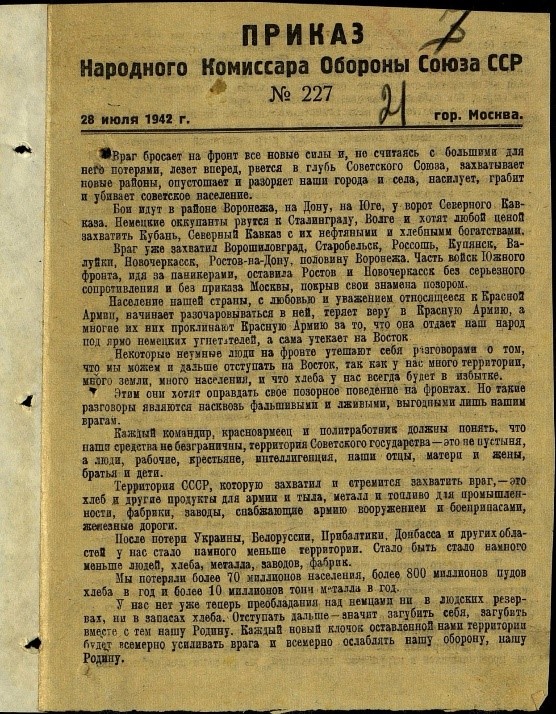 ПРИКАЗ
Народного Комиссара Обороны Союза ССР
№ 227
28 июля 1942 г. 21 гор. Москва.
Враг бросает на фронт все новые силы и, не считаясь с большими для
него потерями, лезет вперед, рвется в глубь Советского Союза, захватывает
новые районы, опустошает и разоряет наши города и села, насилует, грабит
и убивает советское население.
Бои идут в районе Воронежа, на Дону, на Юге, у ворот Северного Кав-
каза. Немецкие оккупанты рвутся к Сталинграду, Волге и хотят любой ценой
захватить Кубань, Северный Кавказ с их нефтяными и хлебными богатствами.
Враг уже захватил Ворошиловград, Старобельск, Россошь, Купянск, Ва-
луйки, Новочеркасск, Ростов-на-Дону, половину Воронежа. Часть войск Южного
фронта, идя за паникерами, оставила Ростов и Новочеркасск без серьезного
сопротивления и без приказа Москвы, покрыв свои знамена позором.
Население нашей страны, с любовью и уважением относящееся к Красной
Армии, начинает разочаровываться в ней, теряет веру в Красную Армию, а
многие их них проклинают Красную Армию за то, что она отдает наш народ
под ярмо немецких угнетателей, а сама утекает на Восток
Некоторые неумные люди на фронте утешают себя разговорами о том,
что мы можем и дальше отступать на Восток, так как у нас много территории,
много земли, много населения, и что хлеба у нас всегда будет в избытке.
Этим они хотят оправдать свое позорное поведение на фронтах. Но такие
разговоры являются насквозь фальшивыми и лживыми, выгодными лишь нашим
врагам.
Каждый командир, красноармеец и политработник должны понять, что
наши средства не безграничны, территория Советского государства—это не пустыня,
а люди, рабочие, крестьяне, интеллигенция, наши отцы, матери и жены,
братья и дети.
Территория СССР, которую захватил и стремится захватить враг,—это
хлеб и другие продукты для армии и тыла, металл и топливо для промышлен-
ности, фабрики, заводы, снабжающие армию вооружением и боеприпасами,
железные дороги.
После потери Украины, Белоруссии, Прибалтики, Донбасса и других обла-
стей у нас стало намного меньше территории. Стало быть стало намного
меньше людей, хлеба, металла, заводов, фабрик.
Мы потеряли более 70 миллионов населения, более 800 миллионов пудов
хлеба в год и более 10 миллионов тонн металла в год.
У нас нет уже теперь преобладания над немцами ни в людских резер-
вах, ни в запасах хлеба. Отступать дальше—значит загубить себя, загубить
вместе с тем нашу Родину. Каждый новый клочок оставленной нами территории
будет всемерно усиливать врага и всемерно ослаблять нашу оборону, нашу
Родину.